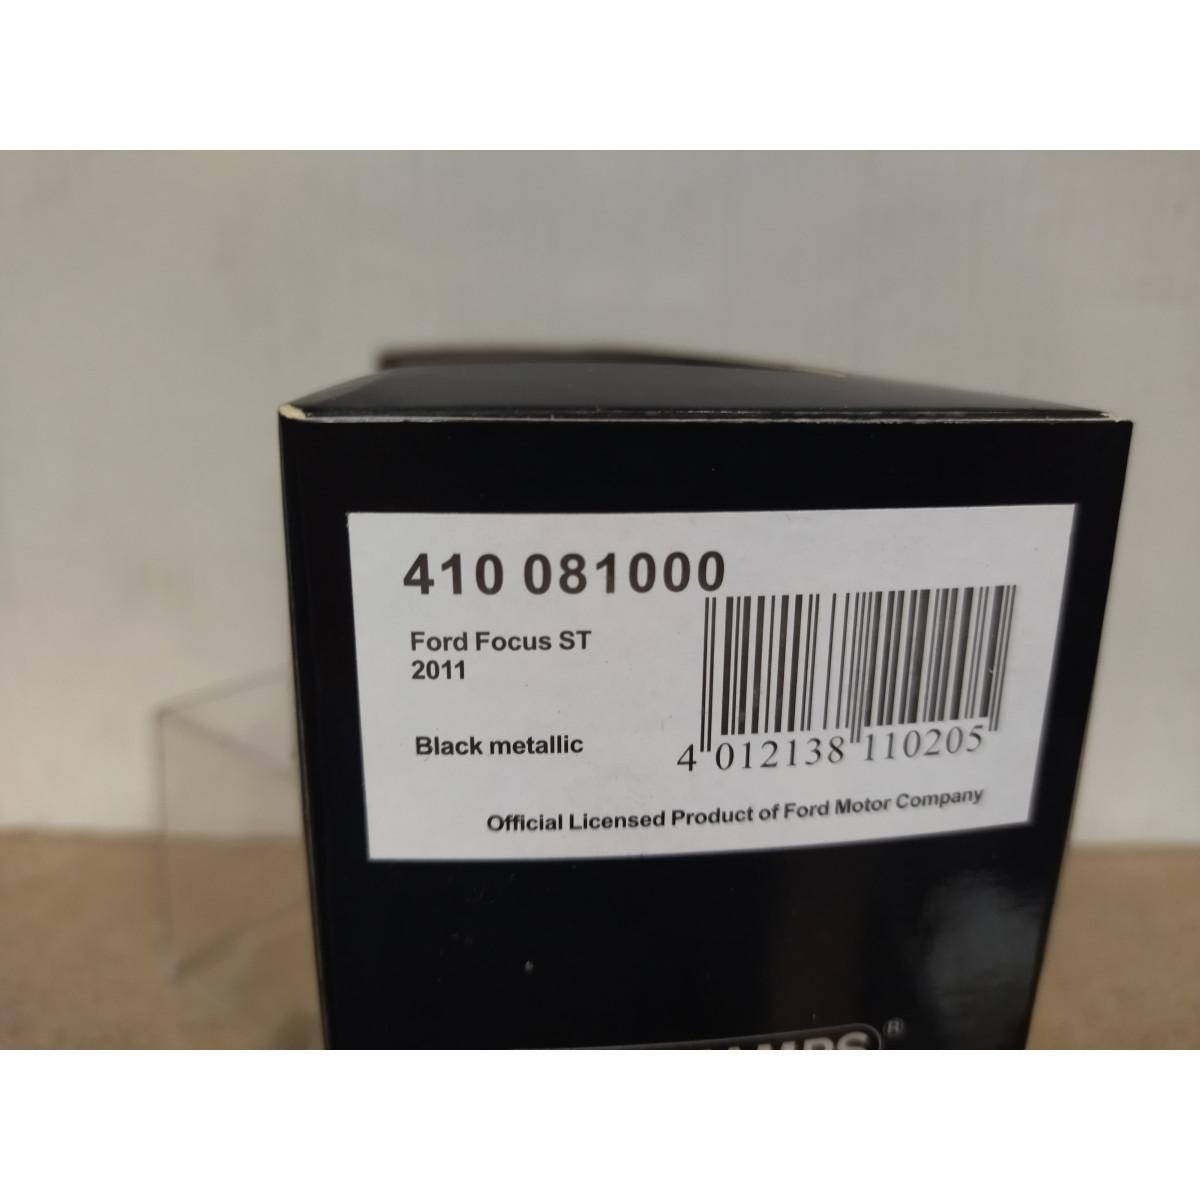 410 081000
Ford Focus ST
2011
Black metallic
4 012138 110205
Official Licensed Product of Ford Motor Company
®